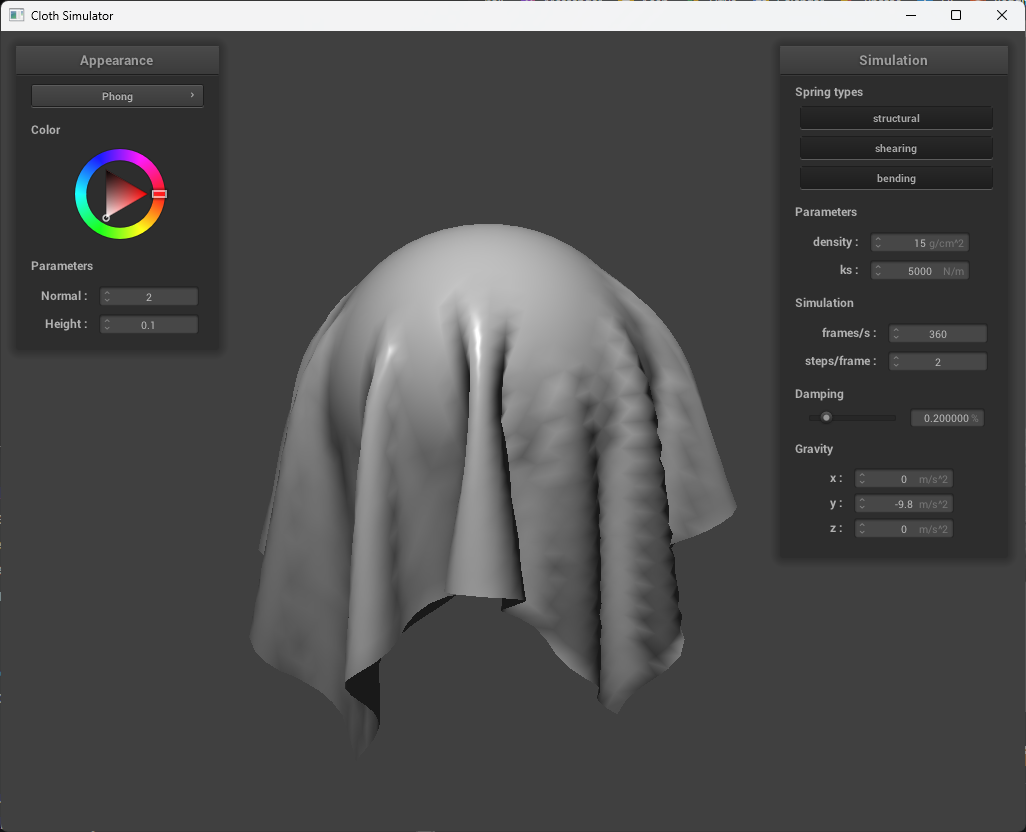 Cloth Simulator
Appearance
Phong
Color
Parameters
Normal : 2
Height : 0.1
Simulation
Spring types
structural
shearing
bending
Parameters
density : 15 g/cm^2
ks : 5000 N/m
Simulation
frames/s : 360
steps/frame : 2
Damping
0.200000 %
Gravity
x : 0 m/s^2
y : -9.8 m/s^2
z : 0 m/s^2